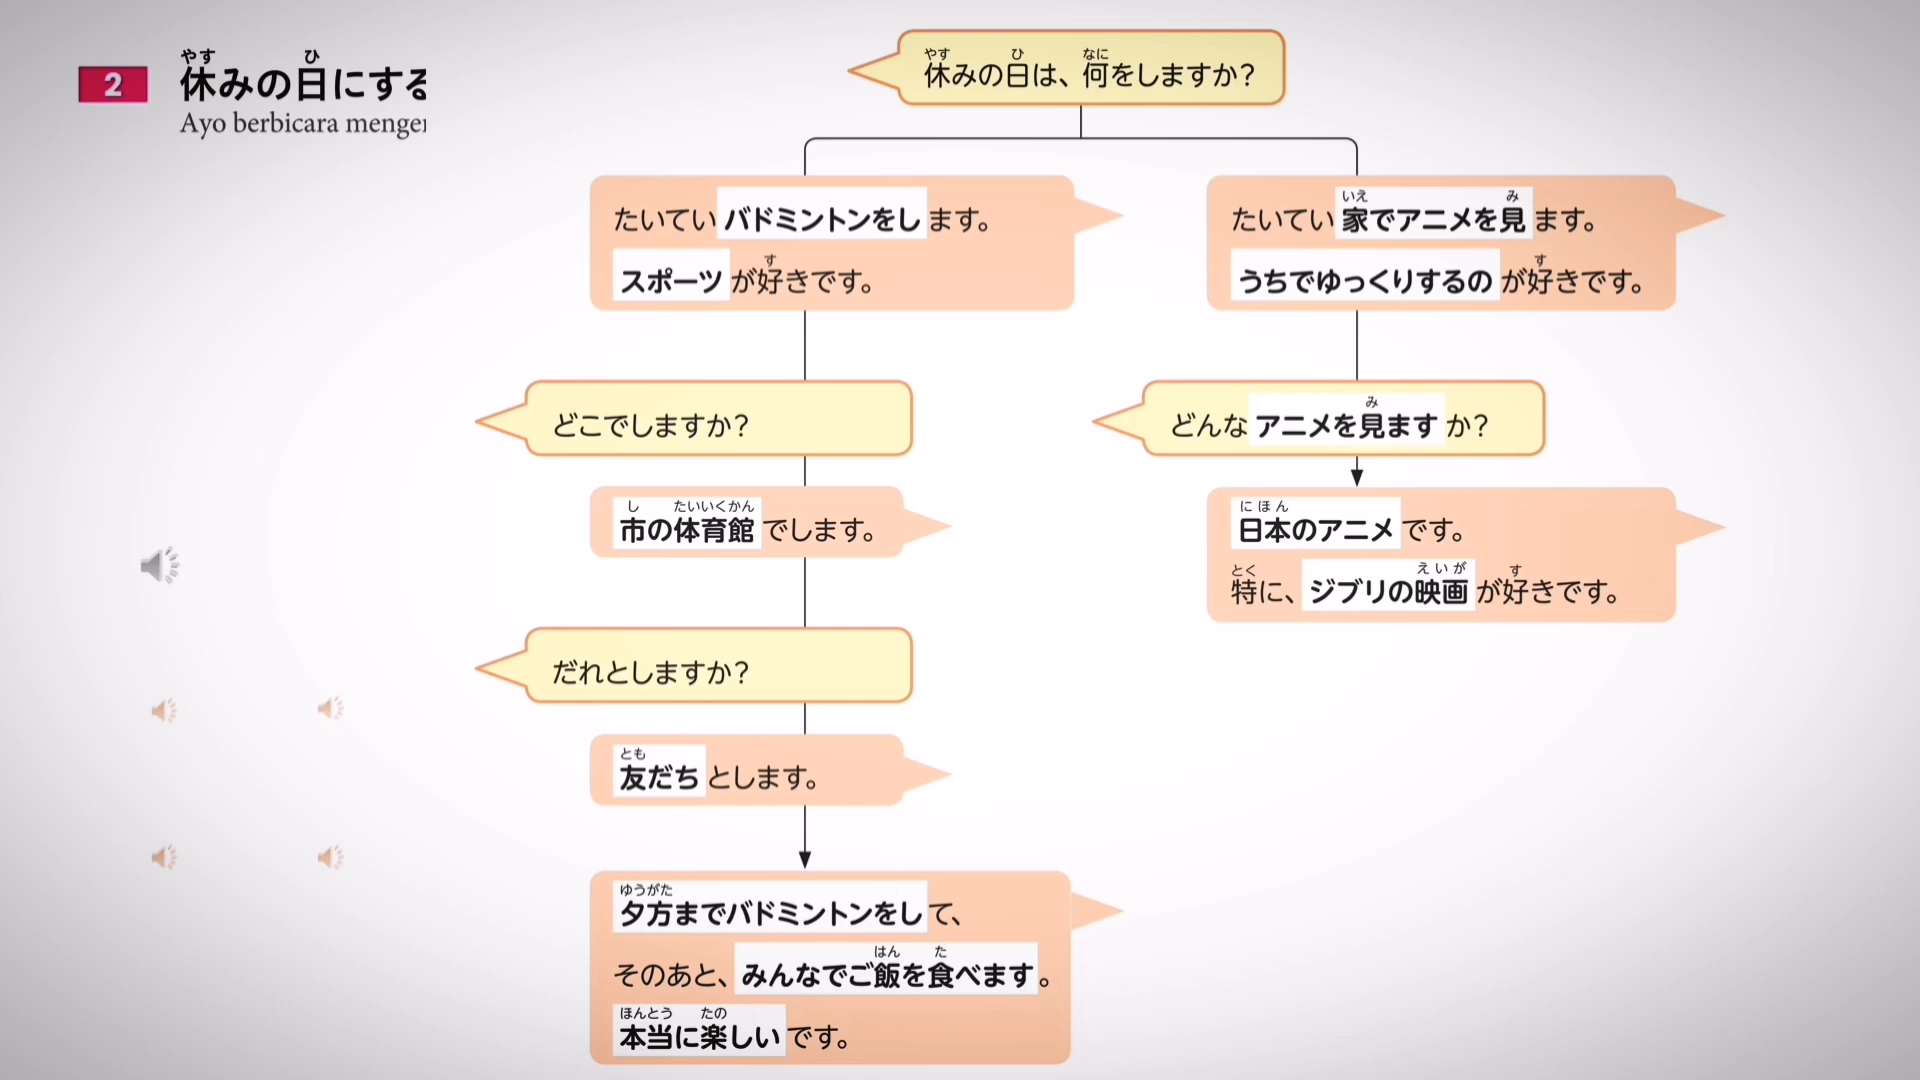 2
休みの日にする
Ayo berbicara menge
休みの日は、何をしますか？
たいていバドミントンをします。
スポーツが好きです。
どこでしますか？
市の体育館でします。
だれとしますか？
友だちとします。
夕方までバドミントンをして、
そのあと、みんなでご飯を食べます。
本当に楽しいです。
たいてい家でアニメを見ます。
うちでゆっくりするのが好きです。
どんなアニメを見ますか？
日本のアニメです。
特に、ジブリの映画が好きです。